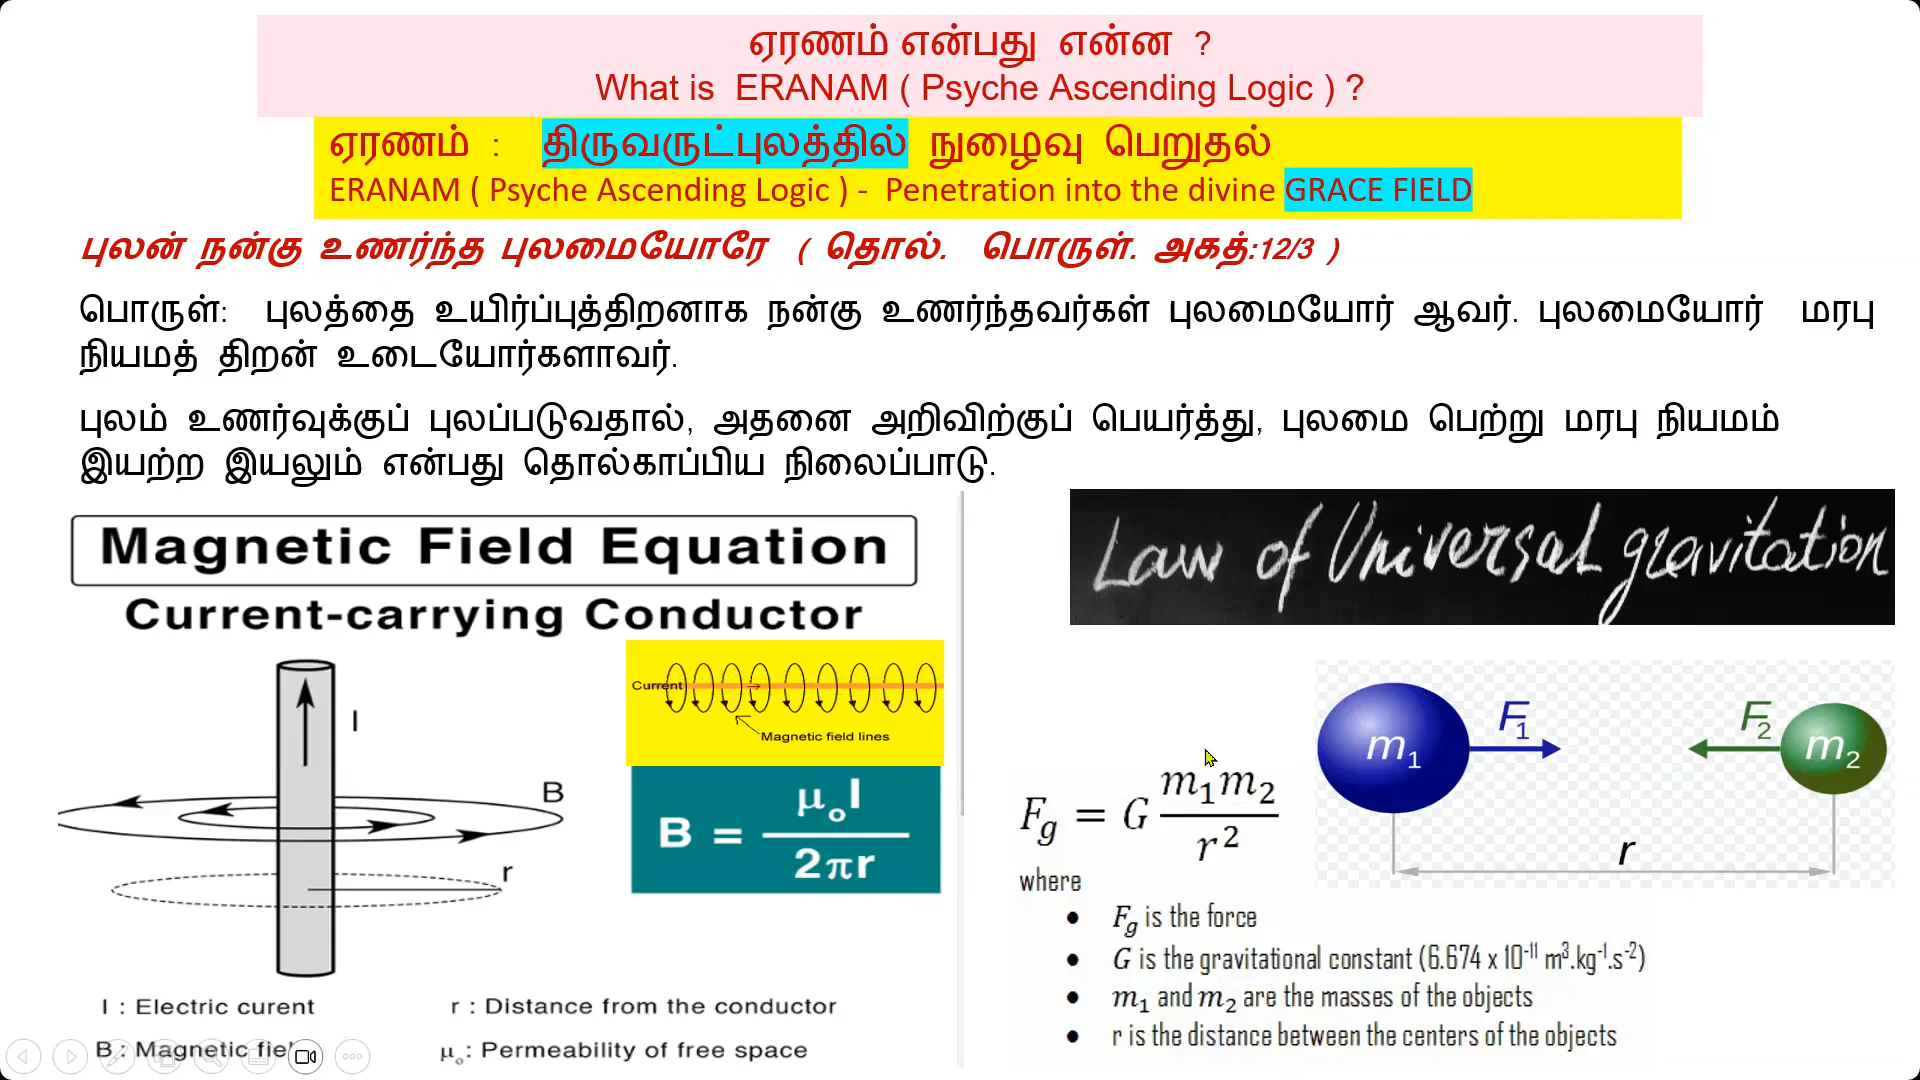 ஏரணம் என்பது என்ன ?
What is ERANAM ( Psyche Ascending Logic ) ?
ஏரணம் : திருவருட்புலத்தில் நுழைவு பெறுதல்
ERANAM ( Psyche Ascending Logic ) - Penetration into the divine GRACE FIELD
புலன் நன்கு உணர்ந்த புலமையோரே ( தொல். பொருள். அகத்:12/3 )
பொருள்: புலத்தை உயிர்ப்புத்திறனாக நன்கு உணர்ந்தவர்கள் புலமையோர் ஆவர். புலமையோர் மரபு
நியமத் திறன் உடையோர்களாவர்.
புலம் உணர்வுக்குப் புலப்படுவதால், அதனை அறிவிற்குப் பெயர்த்து, புலமை பெற்று மரபு நியமம்
இயற்ற இயலும் என்பது தொல்காப்பிய நிலைப்பாடு.
Magnetic Field Equation
Current-carrying Conductor
I
B
r
Current
Magnetic field lines
B = μ₀I / 2πr
I : Electric curent
r : Distance from the conductor
B : Magnetic fiel
μ₀: Permeability of free space
Law of Universal gravitation
m₁ F₁ F₂ m₂
r
F_g = G m₁m₂ / r²
where
• F_g is the force
• G is the gravitational constant (6.674 x 10⁻¹¹ m³.kg⁻¹.s⁻²)
• m₁ and m₂ are the masses of the objects
• r is the distance between the centers of the objects